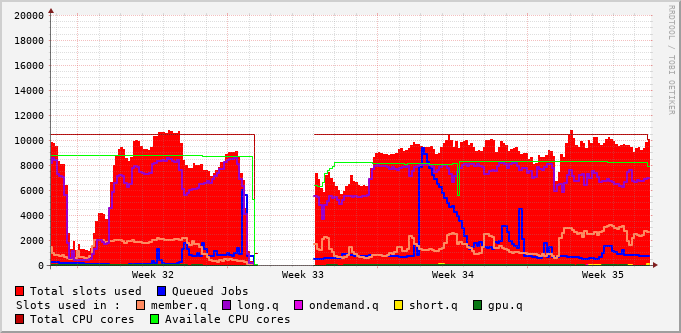 20000
18000
16000
14000
12000
10000
8000
6000
4000
2000
0
Week 32 Week 33 Week 34 Week 35
RRDTOOL / TOBI OETIKER
Total slots used Queued Jobs
Slots used in : member.q long.q ondemand.q short.q gpu.q
Total CPU cores Availale CPU cores